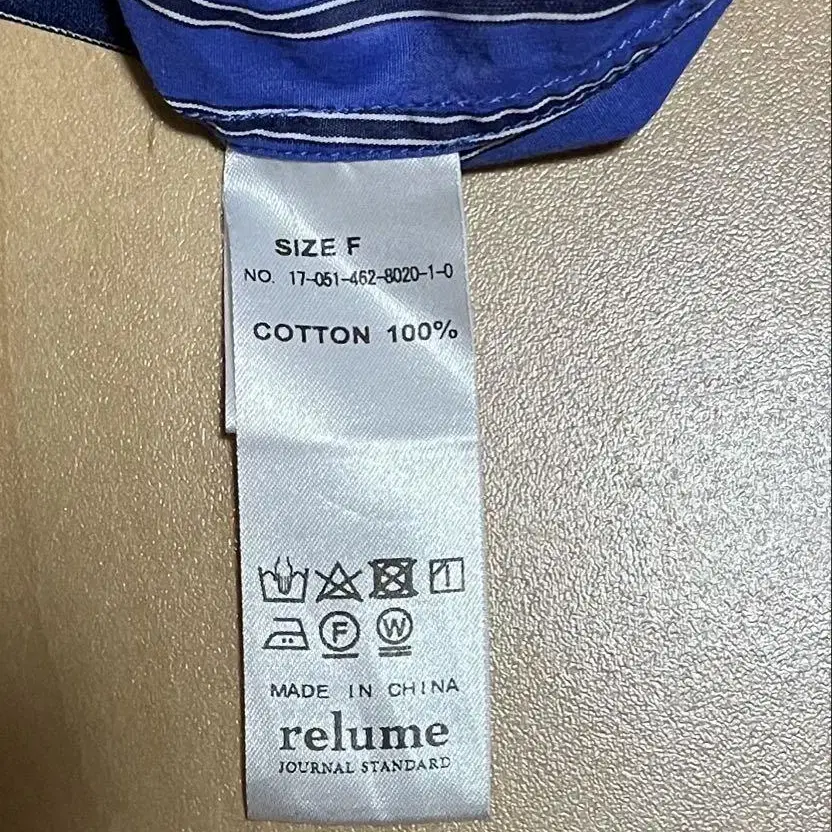 SIZE F
NO. 17-051-462-8020-1-0
COTTON 100%
F W
MADE IN CHINA
relume
JOURNAL STANDARD